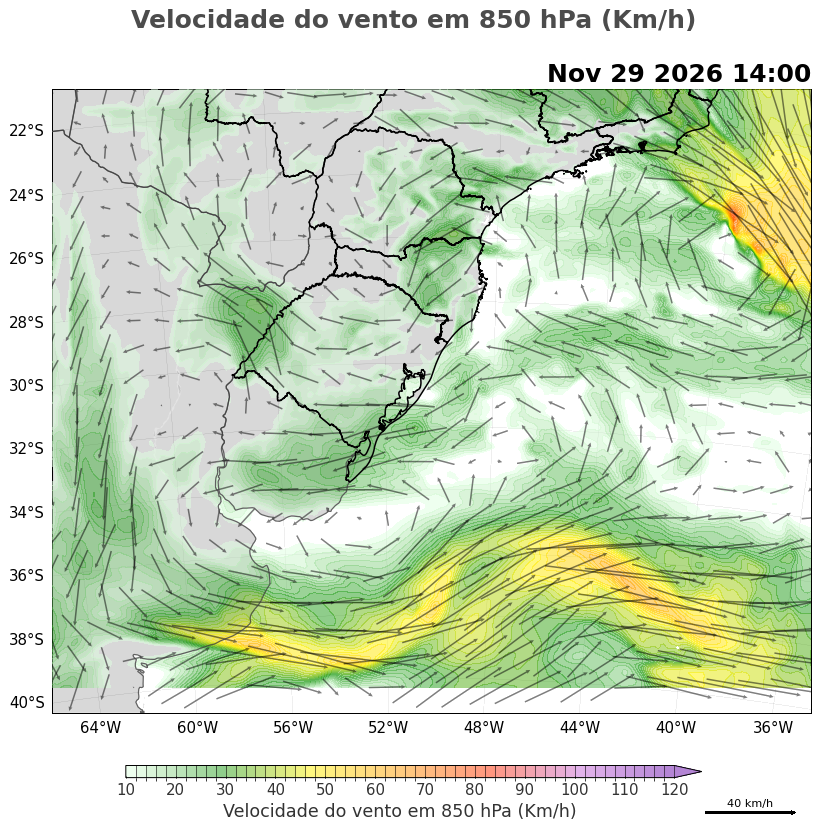 Velocidade do vento em 850 hPa (Km/h)
Nov 29 2026 14:00
22°S
24°S
26°S
28°S
30°S
32°S
34°S
36°S
38°S
40°S
64°W 60°W 56°W 52°W 48°W 44°W 40°W 36°W
10 20 30 40 50 60 70 80 90 100 110 120
Velocidade do vento em 850 hPa (Km/h)
40 km/h